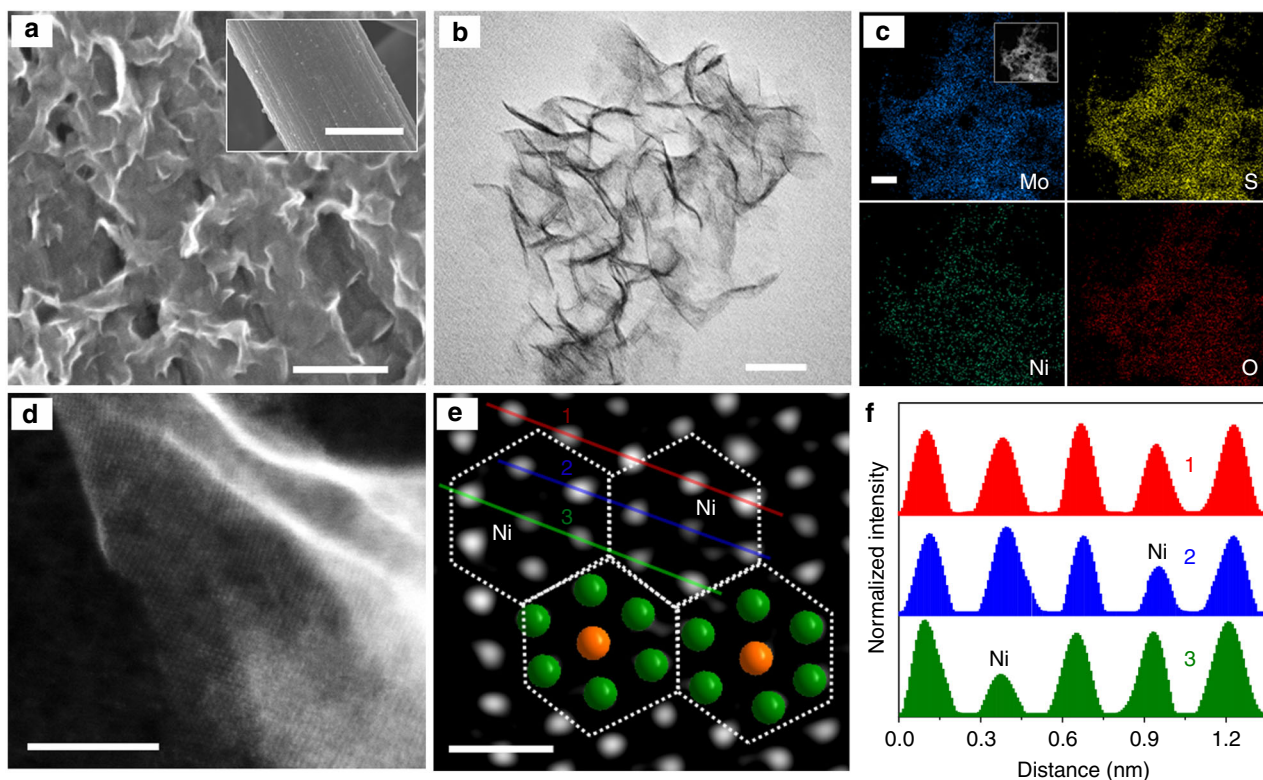 a
b
c
Mo
S
Ni
O
d
e
1
2
Ni
Ni
3
f
Normalized intensity
1
Ni
2
Ni
3
0.0 0.3 0.6 0.9 1.2
Distance (nm)